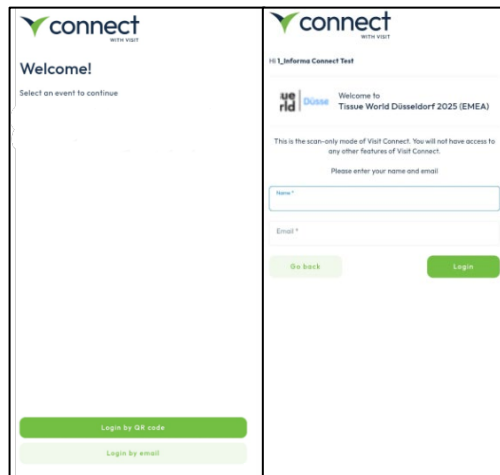 connect
WITH VISIT
Welcome!
Select an event to continue
Login by QR code
Login by email
connect
WITH VISIT
Hi 1_Informa Connect Test
ue
rld
Düsse
Welcome to
Tissue World Düsseldorf 2025 (EMEA)
This is the scan-only mode of Visit Connect. You will not have access to
any other features of Visit Connect.
Please enter your name and email
Name *
Email *
Go back
Login